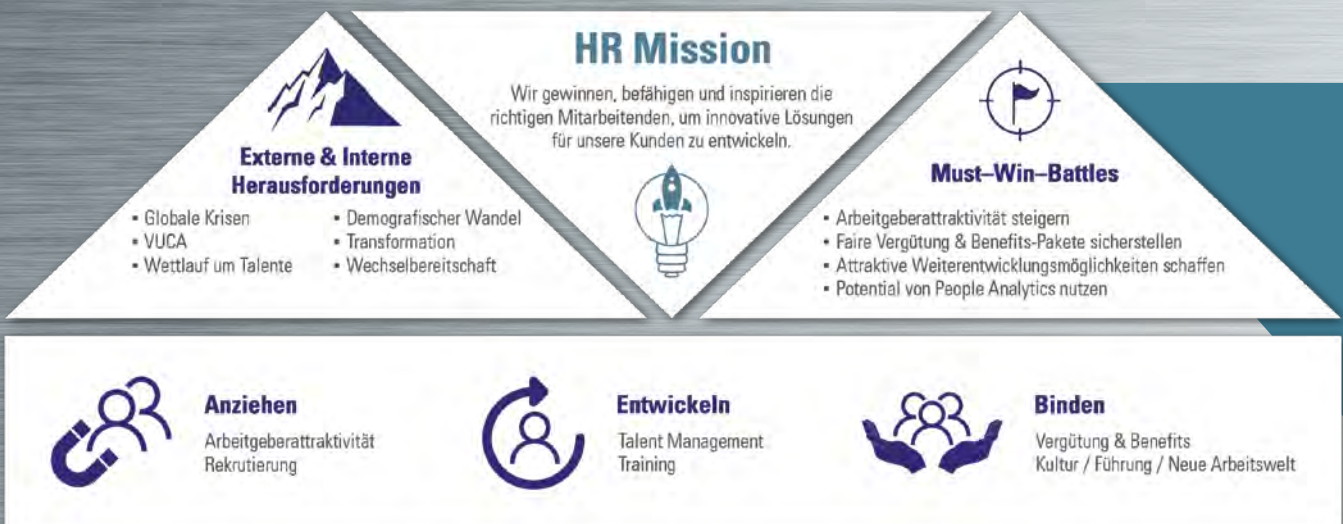 HR Mission
Wir gewinnen, befähigen und inspirieren die
richtigen Mitarbeitenden, um innovative Lösungen
für unsere Kunden zu entwickeln.
Externe & Interne
Herausforderungen
▪ Globale Krisen
▪ VUCA
▪ Wettlauf um Talente
▪ Demografischer Wandel
▪ Transformation
▪ Wechselbereitschaft
Must–Win–Battles
▪ Arbeitgeberattraktivität steigern
▪ Faire Vergütung & Benefits-Pakete sicherstellen
▪ Attraktive Weiterentwicklungsmöglichkeiten schaffen
▪ Potential von People Analytics nutzen
Anziehen
Arbeitgeberattraktivität
Rekrutierung
Entwickeln
Talent Management
Training
Binden
Vergütung & Benefits
Kultur / Führung / Neue Arbeitswelt